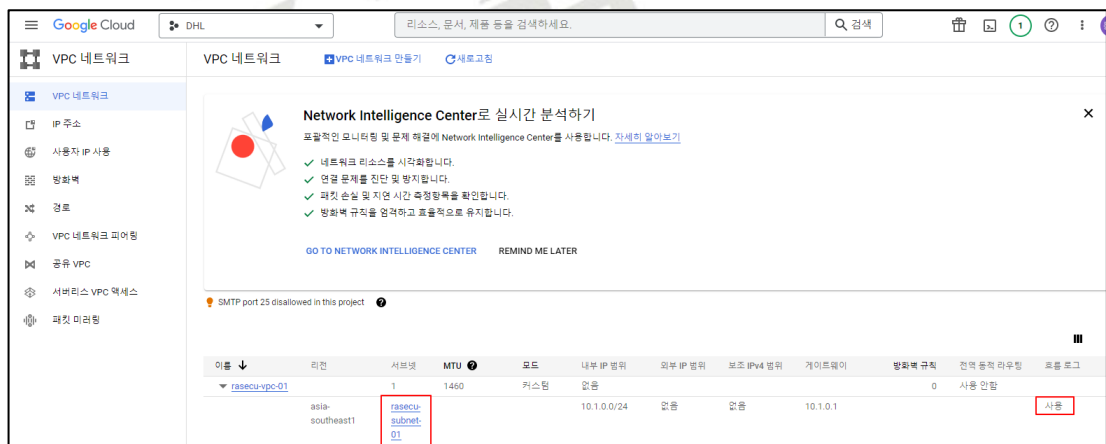 Google Cloud
DHL
리소스, 문서, 제품 등을 검색하세요.
검색
1
VPC 네트워크
VPC 네트워크
VPC 네트워크 만들기
새로고침
VPC 네트워크
IP 주소
사용자 IP 사용
방화벽
경로
VPC 네트워크 피어링
공유 VPC
서버리스 VPC 액세스
패킷 미러링
Network Intelligence Center로 실시간 분석하기
포괄적인 모니터링 및 문제 해결에 Network Intelligence Center를 사용합니다. 자세히 알아보기
네트워크 리소스를 시각화합니다.
연결 문제를 진단 및 방지합니다.
패킷 손실 및 지연 시간 측정항목을 확인합니다.
방화벽 규칙을 엄격하고 효율적으로 유지합니다.
GO TO NETWORK INTELLIGENCE CENTER REMIND ME LATER
SMTP port 25 disallowed in this project
이름 리전 서브넷 MTU 모드 내부 IP 범위 외부 IP 범위 보조 IPv4 범위 게이트웨이 방화벽 규칙 전역 동적 라우팅 흐름 로그
rasecu-vpc-01 1 1460 커스텀 없음 0 사용 안함
asia-southeast1 rasecu-subnet-01 10.1.0.0/24 없음 없음 10.1.0.1 사용